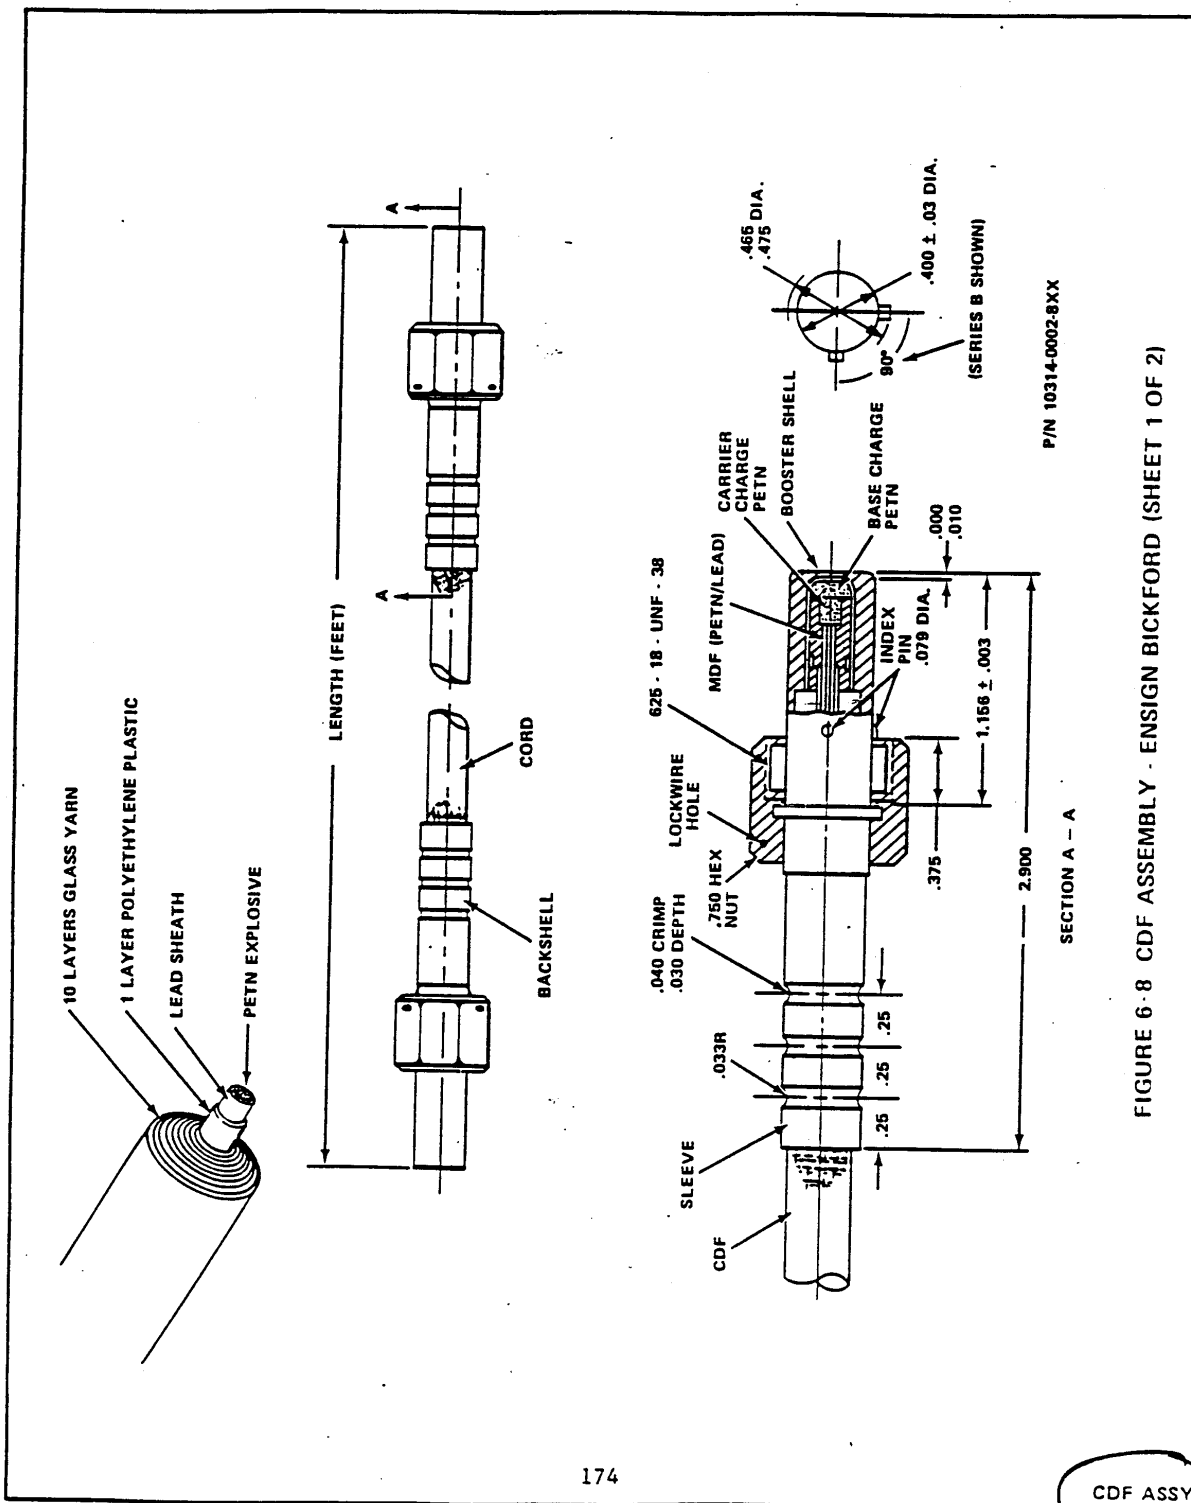 10 LAYERS GLASS YARN
1 LAYER POLYETHYLENE PLASTIC
LEAD SHEATH
PETN EXPLOSIVE
LENGTH (FEET)
A
A
CORD
BACKSHELL
CDF
SLEEVE
.033R
.040 CRIMP
.030 DEPTH
.750 HEX
NUT
LOCKWIRE
HOLE
625 - 18 - UNF - 38
MDF (PETN/LEAD)
CARRIER
CHARGE
PETN
BOOSTER SHELL
BASE CHARGE
PETN
INDEX
PIN
.079 DIA.
.000
.010
1.156 ± .003
.375
2.900
.25
.25
.25
SECTION A - A
.465 DIA.
.475
.400 ± .03 DIA.
90°
(SERIES B SHOWN)
P/N 10314-0002-8XX
FIGURE 6-8 CDF ASSEMBLY - ENSIGN BICKFORD (SHEET 1 OF 2)
174
CDF ASSY